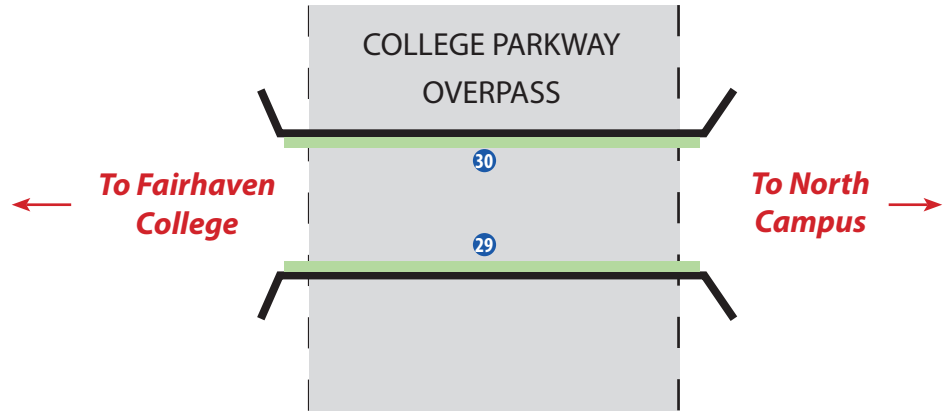 COLLEGE PARKWAY
OVERPASS
30
To Fairhaven
College
To North
Campus
29